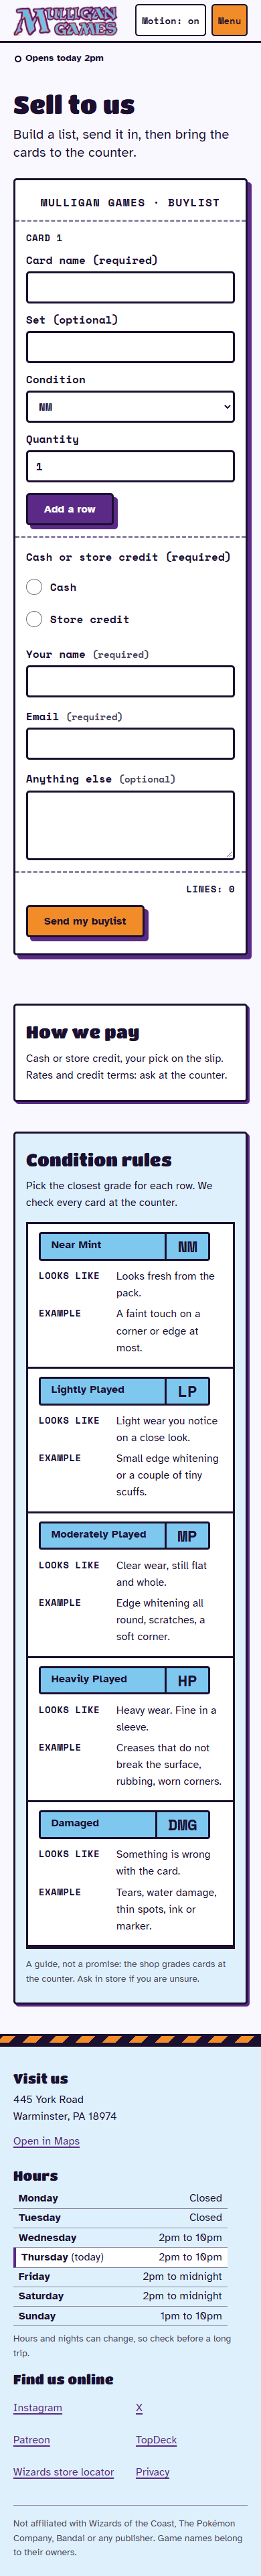 MULLIGAN GAMES
Motion: on
Menu
Opens today 2pm
Sell to us
Build a list, send it in, then bring the
cards to the counter.
MULLIGAN GAMES · BUYLIST
CARD 1
Card name (required)
Set (optional)
Condition
NM
Quantity
1
Add a row
Cash or store credit (required)
Cash
Store credit
Your name (required)
Email (required)
Anything else (optional)
LINES: 0
Send my buylist
How we pay
Cash or store credit, your pick on the slip.
Rates and credit terms: ask at the counter.
Condition rules
Pick the closest grade for each row. We
check every card at the counter.
Near Mint NM
LOOKS LIKE Looks fresh from the
pack.
EXAMPLE A faint touch on a
corner or edge at
most.
Lightly Played LP
LOOKS LIKE Light wear you notice
on a close look.
EXAMPLE Small edge whitening
or a couple of tiny
scuffs.
Moderately Played MP
LOOKS LIKE Clear wear, still flat
and whole.
EXAMPLE Edge whitening all
round, scratches, a
soft corner.
Heavily Played HP
LOOKS LIKE Heavy wear. Fine in a
sleeve.
EXAMPLE Creases that do not
break the surface,
rubbing, worn corners.
Damaged DMG
LOOKS LIKE Something is wrong
with the card.
EXAMPLE Tears, water damage,
thin spots, ink or
marker.
A guide, not a promise: the shop grades cards at
the counter. Ask in store if you are unsure.
Visit us
445 York Road
Warminster, PA 18974
Open in Maps
Hours
Monday Closed
Tuesday Closed
Wednesday 2pm to 10pm
Thursday (today) 2pm to 10pm
Friday 2pm to midnight
Saturday 2pm to midnight
Sunday 1pm to 10pm
Hours and nights can change, so check before a long
trip.
Find us online
Instagram X
Patreon TopDeck
Wizards store locator Privacy
Not affiliated with Wizards of the Coast, The Pokémon
Company, Bandai or any publisher. Game names belong
to their owners.